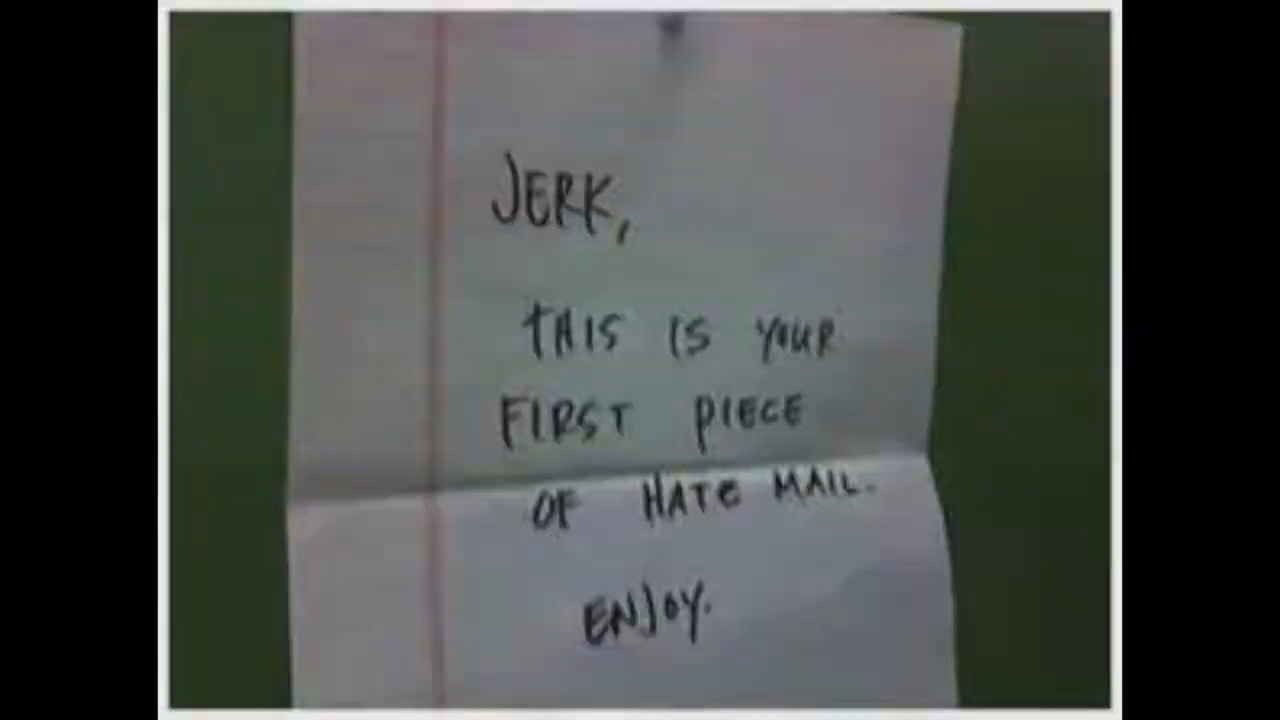 JERK,
THIS IS YOUR
FIRST PIECE
OF HATE MAIL.
ENJOY.